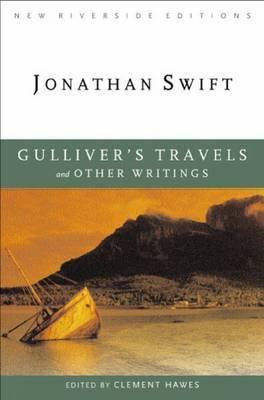 NEW RIVERSIDE EDITIONS
JONATHAN SWIFT
GULLIVER'S TRAVELS
and OTHER WRITINGS
EDITED BY CLEMENT HAWES